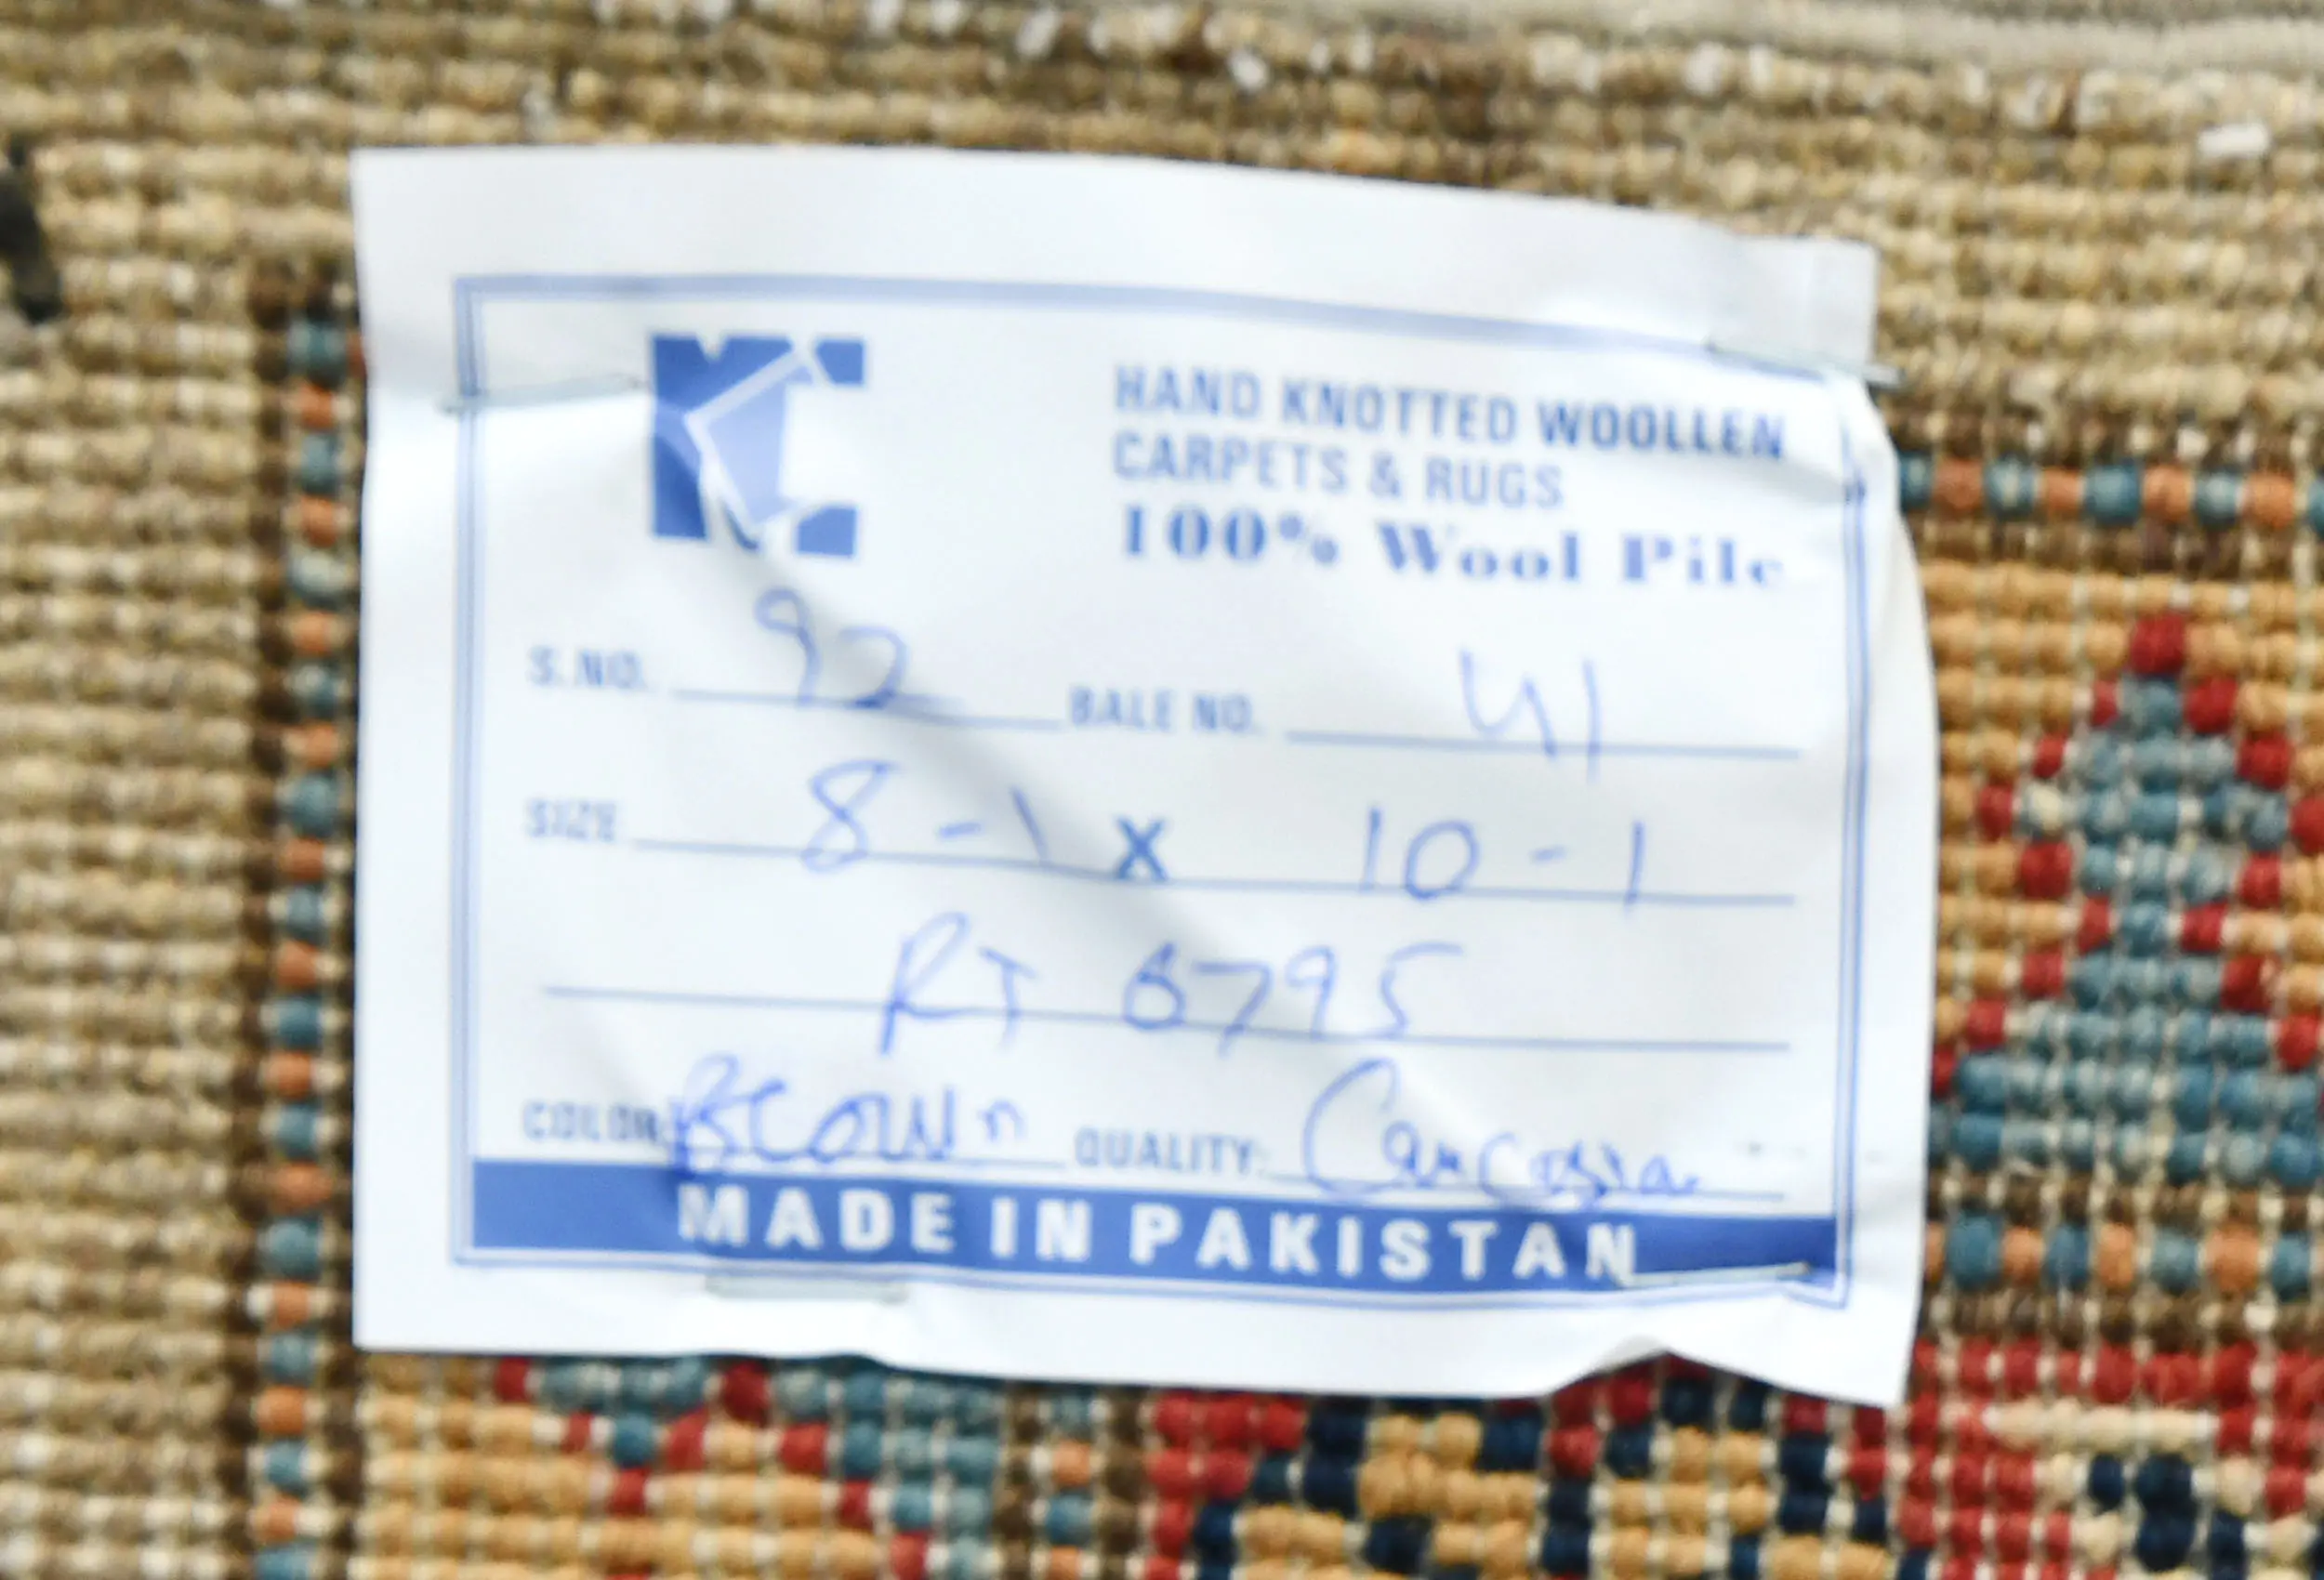 KC
HAND KNOTTED WOOLLEN
CARPETS & RUGS
100% Wool Pile
S.NO. 92 BALE NO. 41
SIZE 8-1 X 10-1
RT 6795
COLOR: Brown QUALITY:
MADE IN PAKISTAN